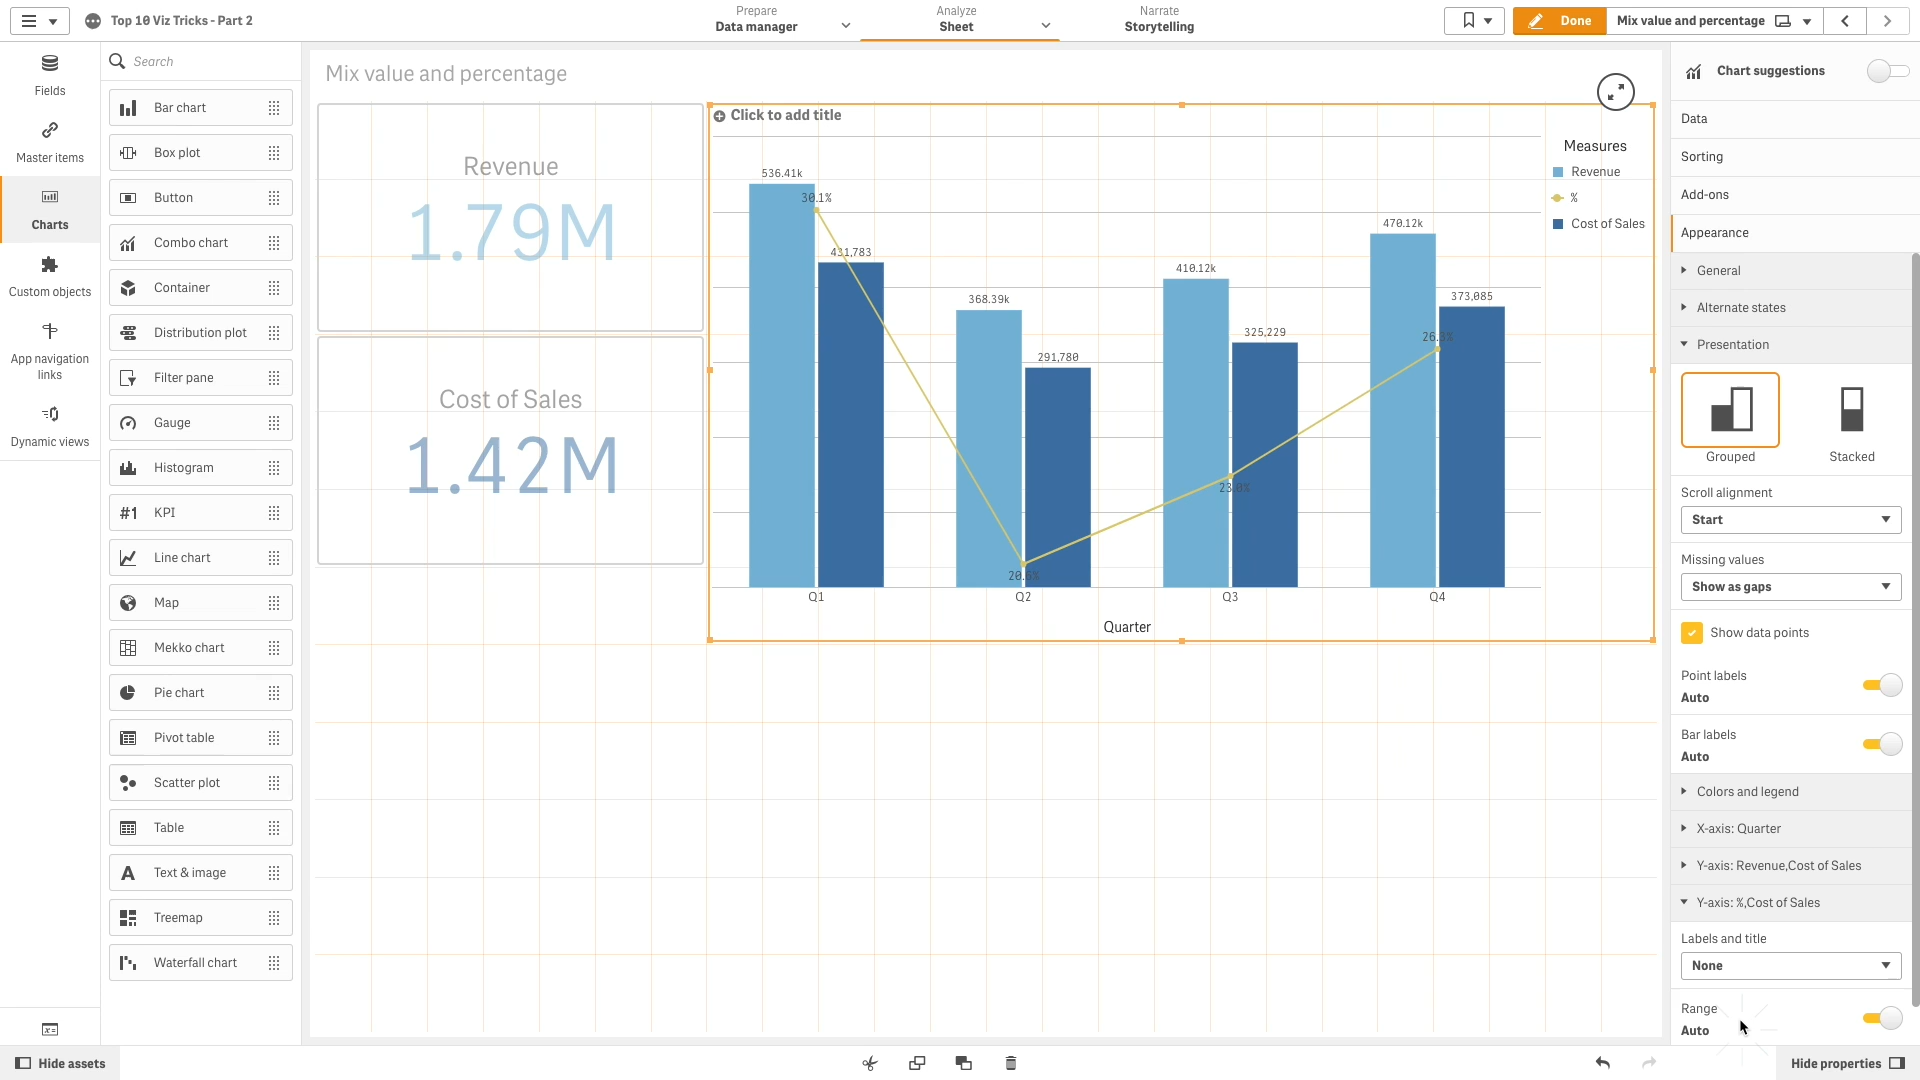 Top 10 Viz Tricks - Part 2
Prepare
Data manager
Analyze
Sheet
Narrate
Storytelling
Done
Mix value and percentage
Fields
Master items
Charts
Custom objects
App navigation
links
Dynamic views
Search
Bar chart
Box plot
Button
Combo chart
Container
Distribution plot
Filter pane
Gauge
Histogram
#1 KPI
Line chart
Map
Mekko chart
Pie chart
Pivot table
Scatter plot
Table
A Text & image
Treemap
Waterfall chart
Mix value and percentage
Revenue
1.79M
Cost of Sales
1.42M
Click to add title
536.41k
30.1%
431,783
368.39k
291,780
410.12k
325,229
470.12k
373,085
23.0%
Q1
Q2
Q3
Q4
Quarter
Measures
Revenue
%
Cost of Sales
Chart suggestions
Data
Sorting
Add-ons
Appearance
General
Alternate states
Presentation
Grouped
Stacked
Scroll alignment
Start
Missing values
Show as gaps
Show data points
Point labels
Auto
Bar labels
Auto
Colors and legend
X-axis: Quarter
Y-axis: Revenue,Cost of Sales
Y-axis: %,Cost of Sales
Labels and title
None
Range
Auto
Hide assets
Hide properties